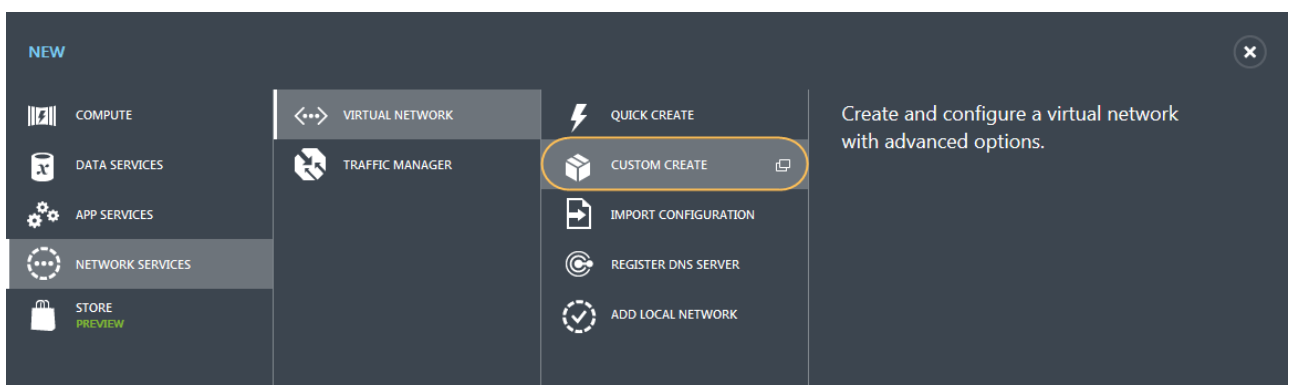 NEW
COMPUTE
DATA SERVICES
APP SERVICES
NETWORK SERVICES
STORE
PREVIEW
VIRTUAL NETWORK
TRAFFIC MANAGER
QUICK CREATE
CUSTOM CREATE
IMPORT CONFIGURATION
REGISTER DNS SERVER
ADD LOCAL NETWORK
Create and configure a virtual network
with advanced options.